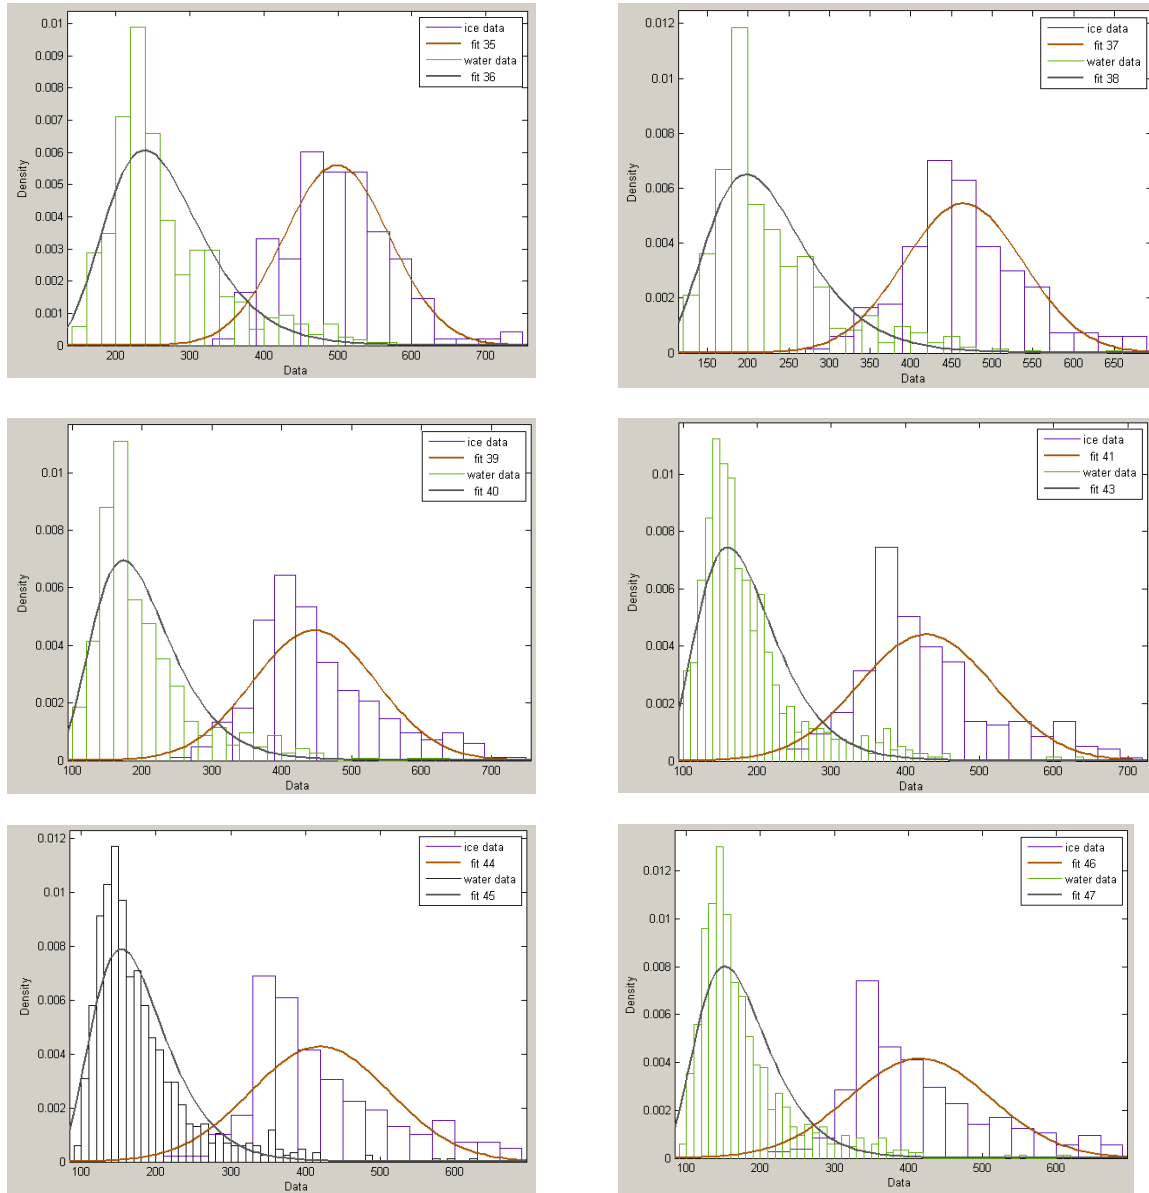 0.01
0.009
0.008
0.007
0.006
0.005
0.004
0.003
0.002
0.001
0
Density
200 300 400 500 600 700
Data
ice data
fit 35
water data
fit 36
0.012
0.01
0.008
0.006
0.004
0.002
0
Density
150 200 250 300 350 400 450 500 550 600 650
Data
ice data
fit 37
water data
fit 38
0.01
0.008
0.006
0.004
0.002
0
Density
100 200 300 400 500 600 700
Data
ice data
fit 39
water data
fit 40
0.01
0.008
0.006
0.004
0.002
0
Density
100 200 300 400 500 600 700
Data
ice data
fit 41
water data
fit 43
0.012
0.01
0.008
0.006
0.004
0.002
0
Density
100 200 300 400 500 600
Data
ice data
fit 44
water data
fit 45
0.012
0.01
0.008
0.006
0.004
0.002
0
Density
100 200 300 400 500 600
Data
ice data
fit 46
water data
fit 47